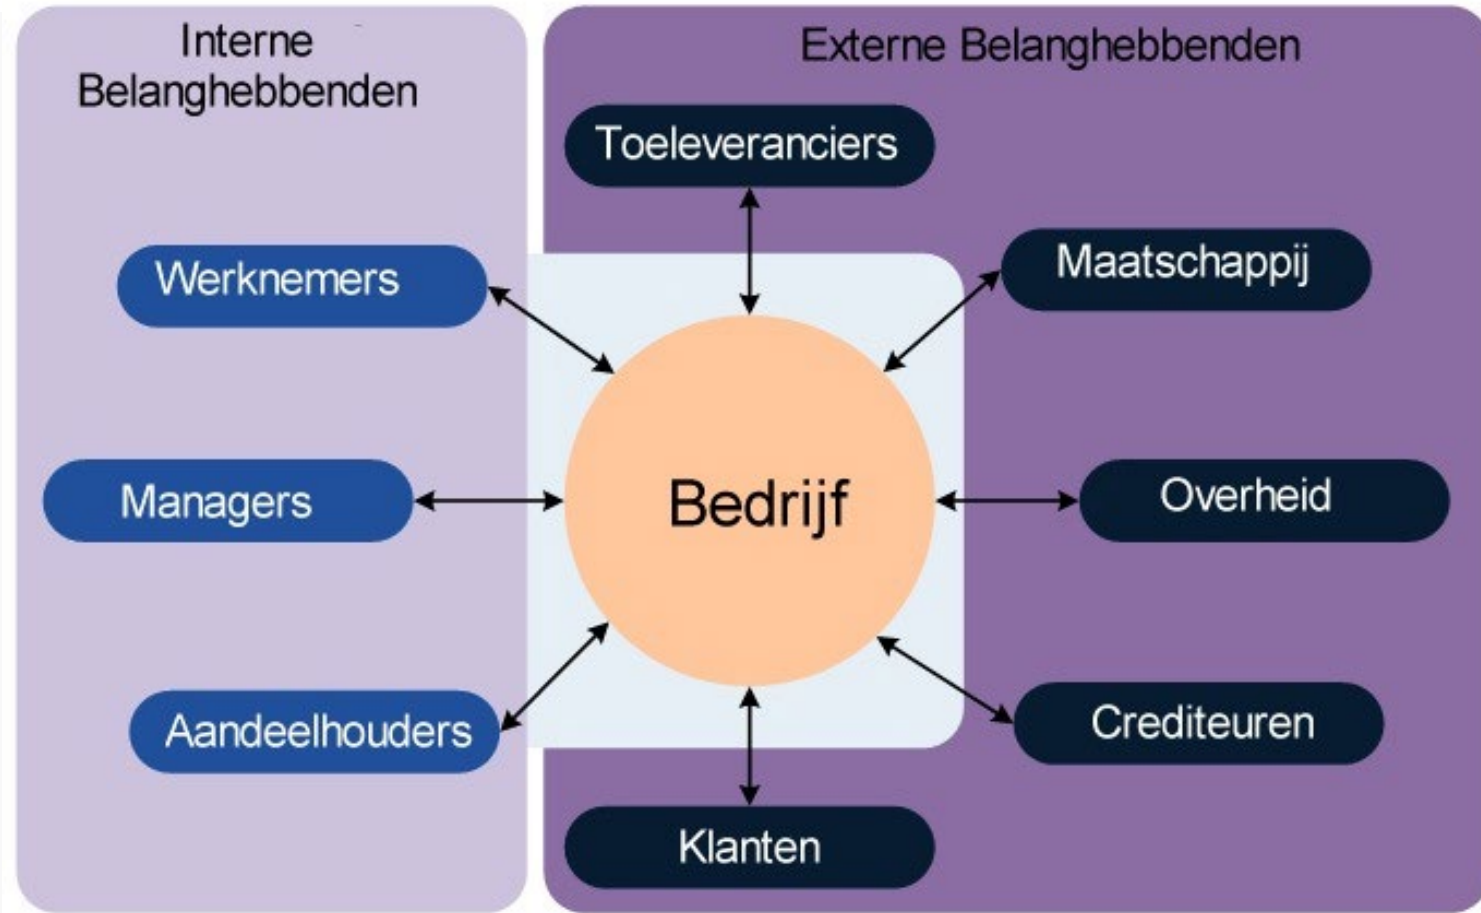 Interne
Belanghebbenden
Externe Belanghebbenden
Toeleveranciers
Werknemers
Maatschappij
Managers
Bedrijf
Overheid
Aandeelhouders
Crediteuren
Klanten